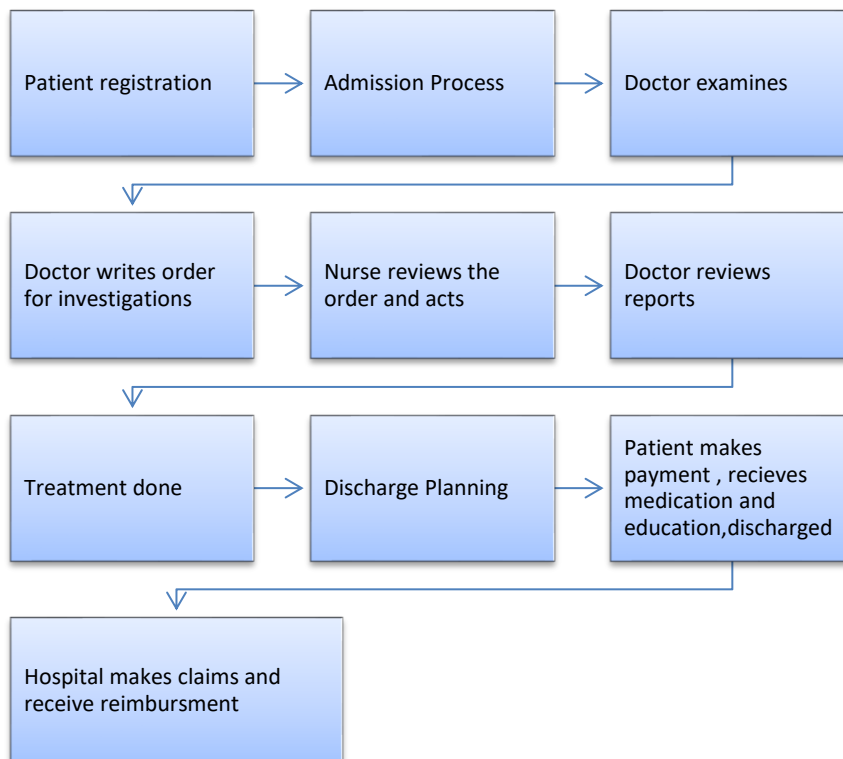 Patient registration
Admission Process
Doctor examines
Doctor writes order
for investigations
Nurse reviews the
order and acts
Doctor reviews
reports
Treatment done
Discharge Planning
Patient makes
payment , recieves
medication and
education,discharged
Hospital makes claims and
receive reimbursment